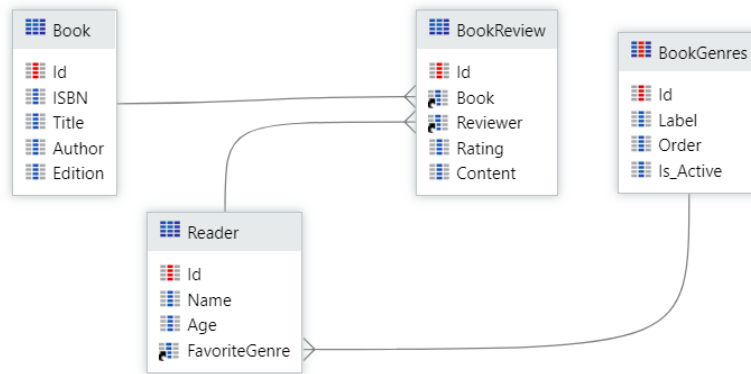 Book
Id
ISBN
Title
Author
Edition
BookReview
Id
Book
Reviewer
Rating
Content
BookGenres
Id
Label
Order
Is_Active
Reader
Id
Name
Age
FavoriteGenre